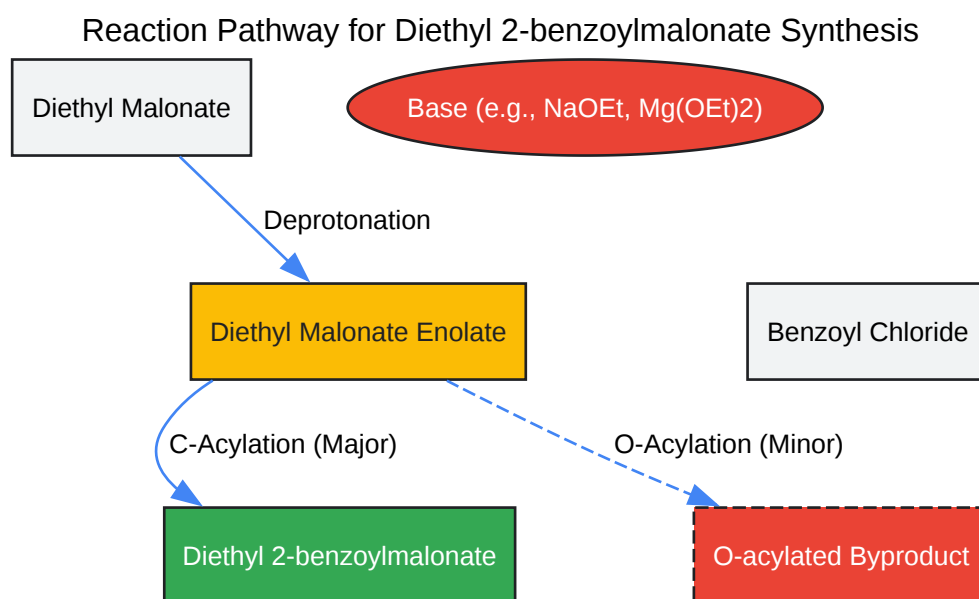 Reaction Pathway for Diethyl 2-benzoylmalonate Synthesis
Diethyl Malonate
Base (e.g., NaOEt, Mg(OEt)2)
Deprotonation
Diethyl Malonate Enolate
Benzoyl Chloride
C-Acylation (Major)
O-Acylation (Minor)
Diethyl 2-benzoylmalonate
O-acylated Byproduct